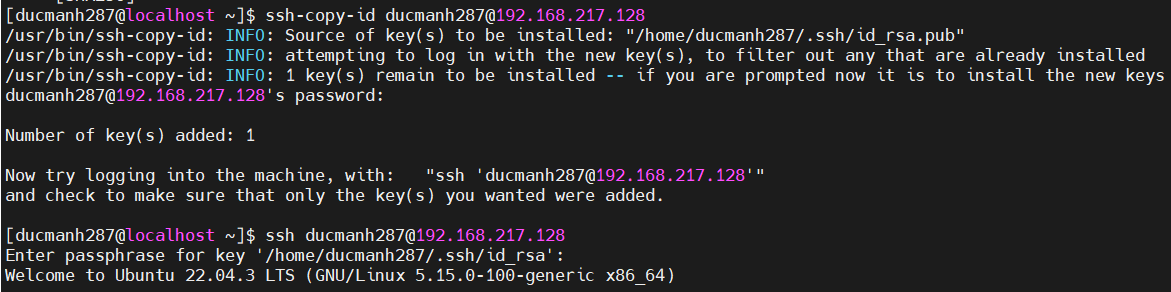 [ducmanh287@localhost ~]$ ssh-copy-id ducmanh287@192.168.217.128
/usr/bin/ssh-copy-id: INFO: Source of key(s) to be installed: "/home/ducmanh287/.ssh/id_rsa.pub"
/usr/bin/ssh-copy-id: INFO: attempting to log in with the new key(s), to filter out any that are already installed
/usr/bin/ssh-copy-id: INFO: 1 key(s) remain to be installed -- if you are prompted now it is to install the new keys
ducmanh287@192.168.217.128's password:
Number of key(s) added: 1
Now try logging into the machine, with:   "ssh 'ducmanh287@192.168.217.128'"
and check to make sure that only the key(s) you wanted were added.
[ducmanh287@localhost ~]$ ssh ducmanh287@192.168.217.128
Enter passphrase for key '/home/ducmanh287/.ssh/id_rsa':
Welcome to Ubuntu 22.04.3 LTS (GNU/Linux 5.15.0-100-generic x86_64)